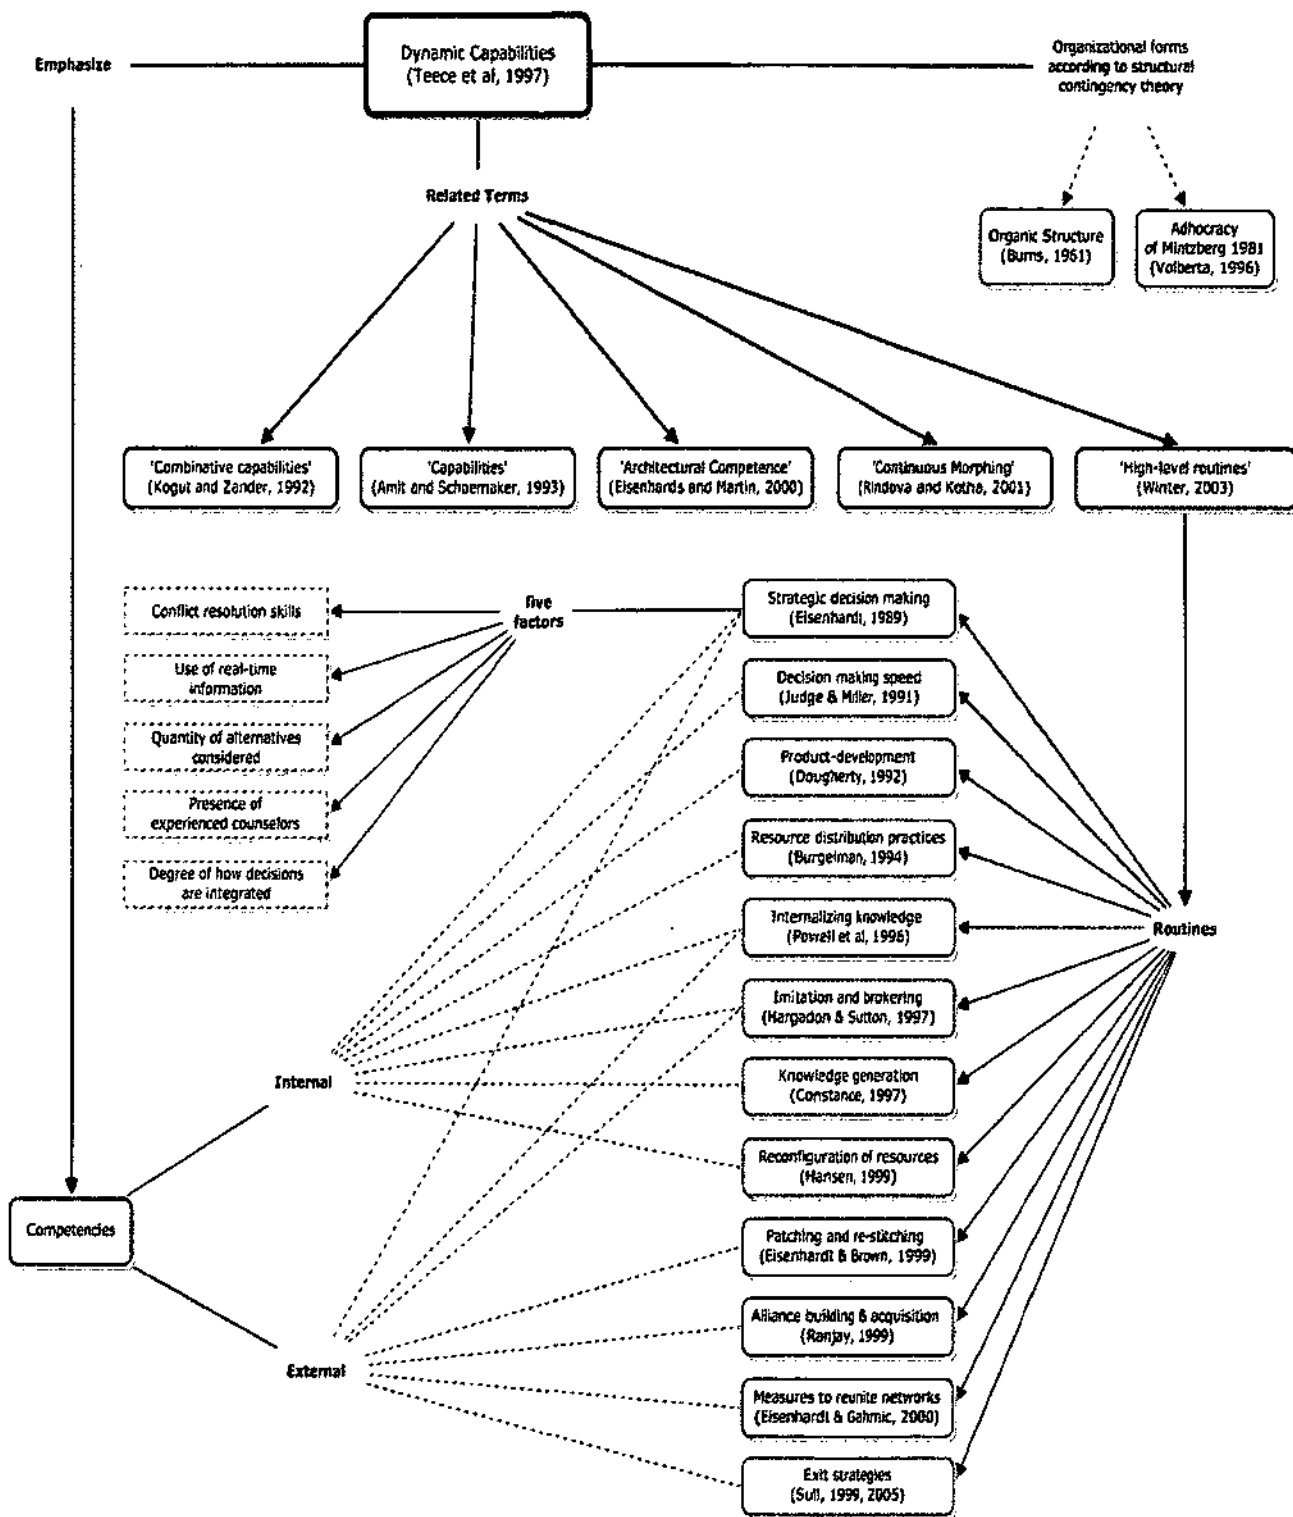 Emphasize
Dynamic Capabilities
(Teece et al, 1997)
Organizational forms
according to structural
contingency theory
Related Terms
Organic Structure
(Burns, 1961)
Adhocracy
of Mintzberg 1981
(Volberta, 1996)
'Combinative capabilities'
(Kogut and Zander, 1992)
'Capabilities'
(Amit and Schoemaker, 1993)
'Architectural Competence'
(Eisenhards and Martin, 2000)
'Continuous Morphing'
(Rindova and Kotha, 2001)
'High-level routines'
(Winter, 2003)
Conflict resolution skills
Use of real-time
information
Quantity of alternatives
considered
Presence of
experienced counselors
Degree of how decisions
are integrated
five
factors
Strategic decision making
(Eisenhardt, 1989)
Decision making speed
(Judge & Miller, 1991)
Product-development
(Dougherty, 1992)
Resource distribution practices
(Burgelman, 1994)
Internalizing knowledge
(Powell et al, 1996)
Imitation and brokering
(Hargadon & Sutton, 1997)
Knowledge generation
(Constance, 1997)
Reconfiguration of resources
(Hansen, 1999)
Patching and re-stitching
(Eisenhardt & Brown, 1999)
Alliance building & acquisition
(Ranjay, 1999)
Measures to reunite networks
(Eisenhardt & Gahmic, 2000)
Exit strategies
(Sull, 1999, 2005)
Routines
Internal
Competencies
External